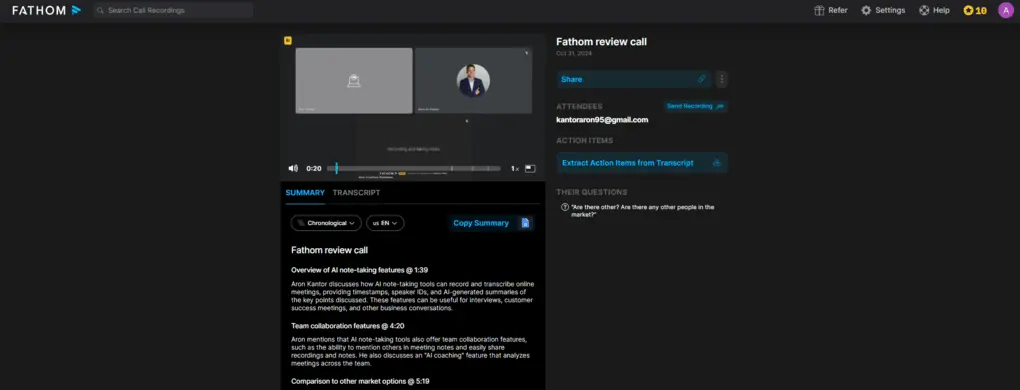 FATHOM
Search Call Recordings
Refer
Settings
Help
10
A
Recording and taking notes
0:20
1x
SUMMARY
TRANSCRIPT
Chronological
US EN
Copy Summary
Fathom review call
Overview of AI note-taking features @ 1:39
Aron Kantor discusses how AI note-taking tools can record and transcribe online
meetings, providing timestamps, speaker IDs, and AI-generated summaries of
the key points discussed. These features can be useful for interviews, customer
success meetings, and other business conversations.
Team collaboration features @ 4:20
Aron mentions that AI note-taking tools also offer team collaboration features,
such as the ability to mention others in meeting notes and easily share
recordings and notes. He also discusses an "AI coaching" feature that analyzes
meetings across the team.
Comparison to other market options @ 5:19
Fathom review call
Oct 31, 2024
Share
ATTENDEES
Send Recording
kantoraron95@gmail.com
ACTION ITEMS
Extract Action Items from Transcript
THEIR QUESTIONS
"Are there other? Are there any other people in the
market?"